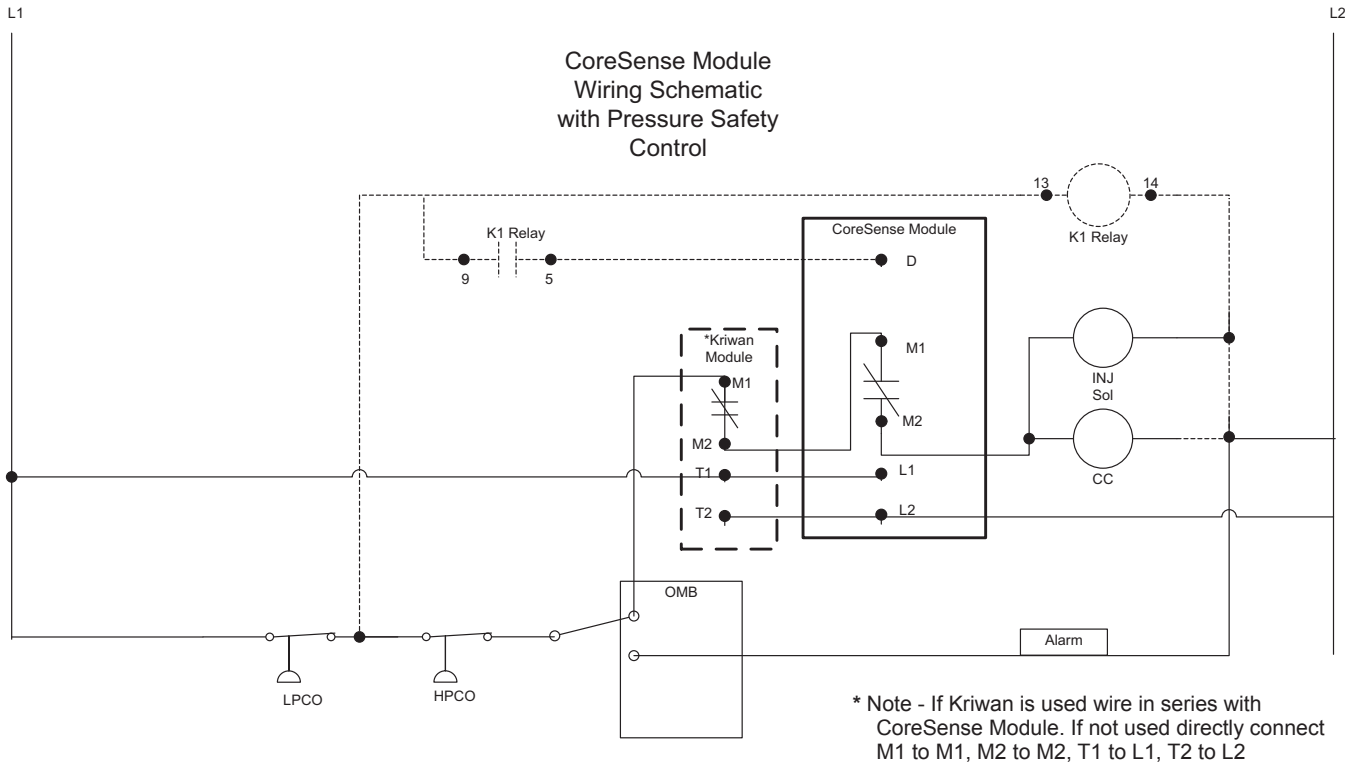 L1
L2
CoreSense Module
Wiring Schematic
with Pressure Safety
Control
13
14
K1 Relay
K1 Relay
9
5
CoreSense Module
D
*Kriwan
Module
M1
M1
M2
M2
T1
L1
T2
L2
INJ
Sol
CC
OMB
Alarm
LPCO
HPCO
* Note - If Kriwan is used wire in series with
CoreSense Module. If not used directly connect
M1 to M1, M2 to M2, T1 to L1, T2 to L2